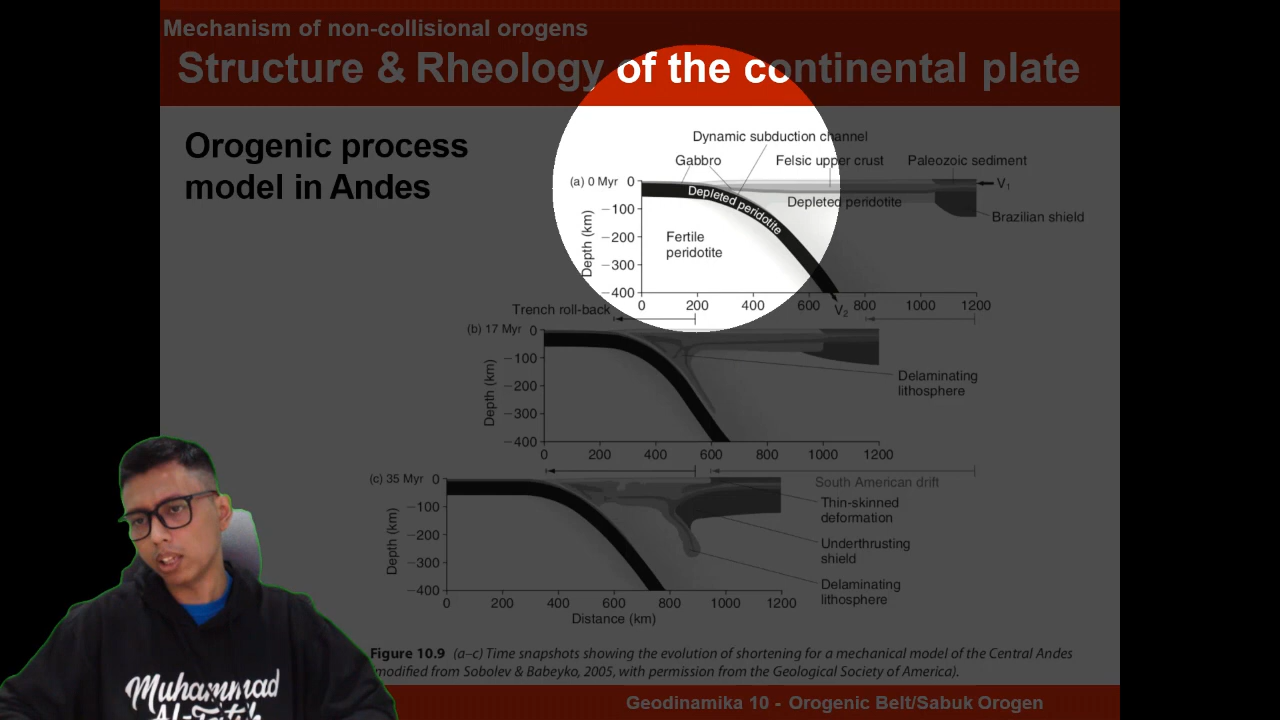 Mechanism of non-collisional orogens
Structure & Rheology of the continental plate
Orogenic process
model in Andes
Dynamic subduction channel
Gabbro
Felsic upper crust
Paleozoic sediment
(a) 0 Myr
0
−100
−200
−300
−400
Depth (km)
Depleted peridotite
Depleted peridotite
V₁
Brazilian shield
Fertile
peridotite
0 200 400 600 800 1000 1200
V₂
Trench roll-back
(b) 17 Myr
0
−100
−200
−300
−400
Depth (km)
Delaminating
lithosphere
0 200 400 600 800 1000 1200
(c) 35 Myr
0
−100
−200
−300
−400
Depth (km)
South American drift
Thin-skinned
deformation
Underthrusting
shield
Delaminating
lithosphere
0 200 400 600 800 1000 1200
Distance (km)
Figure 10.9 (a–c) Time snapshots showing the evolution of shortening for a mechanical model of the Central Andes
(modified from Sobolev & Babeyko, 2005, with permission from the Geological Society of America).
Muhammad
Geodinamika 10 - Orogenic Belt/Sabuk Orogen